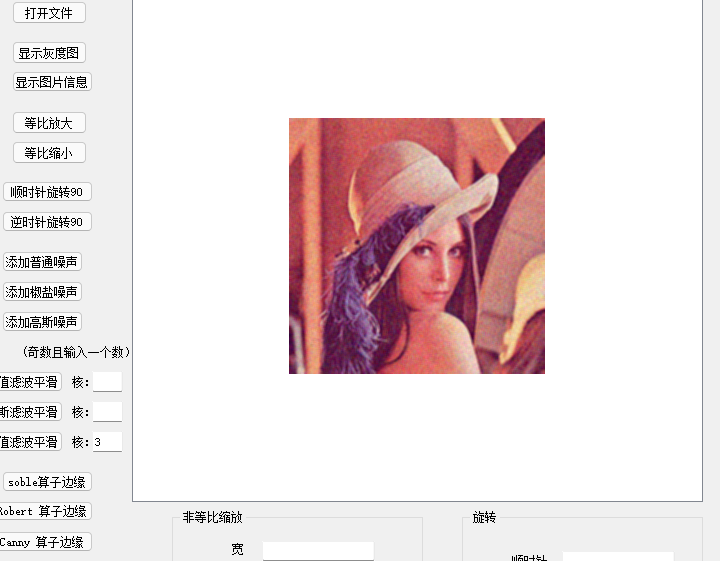 打开文件
显示灰度图
显示图片信息
等比放大
等比缩小
顺时针旋转90
逆时针旋转90
添加普通噪声
添加椒盐噪声
添加高斯噪声
(奇数且输入一个数)
值滤波平滑 核:
斯滤波平滑 核:
值滤波平滑 核: 3
soble算子边缘
Robert 算子边缘
Canny 算子边缘
非等比缩放
宽
旋转
顺时针